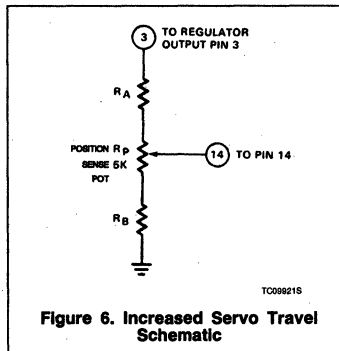 3 TO REGULATOR
OUTPUT PIN 3
RA
POSITION RP
SENSE 5K
POT
14 TO PIN 14
RB
TC09921S
Figure 6. Increased Servo Travel
Schematic